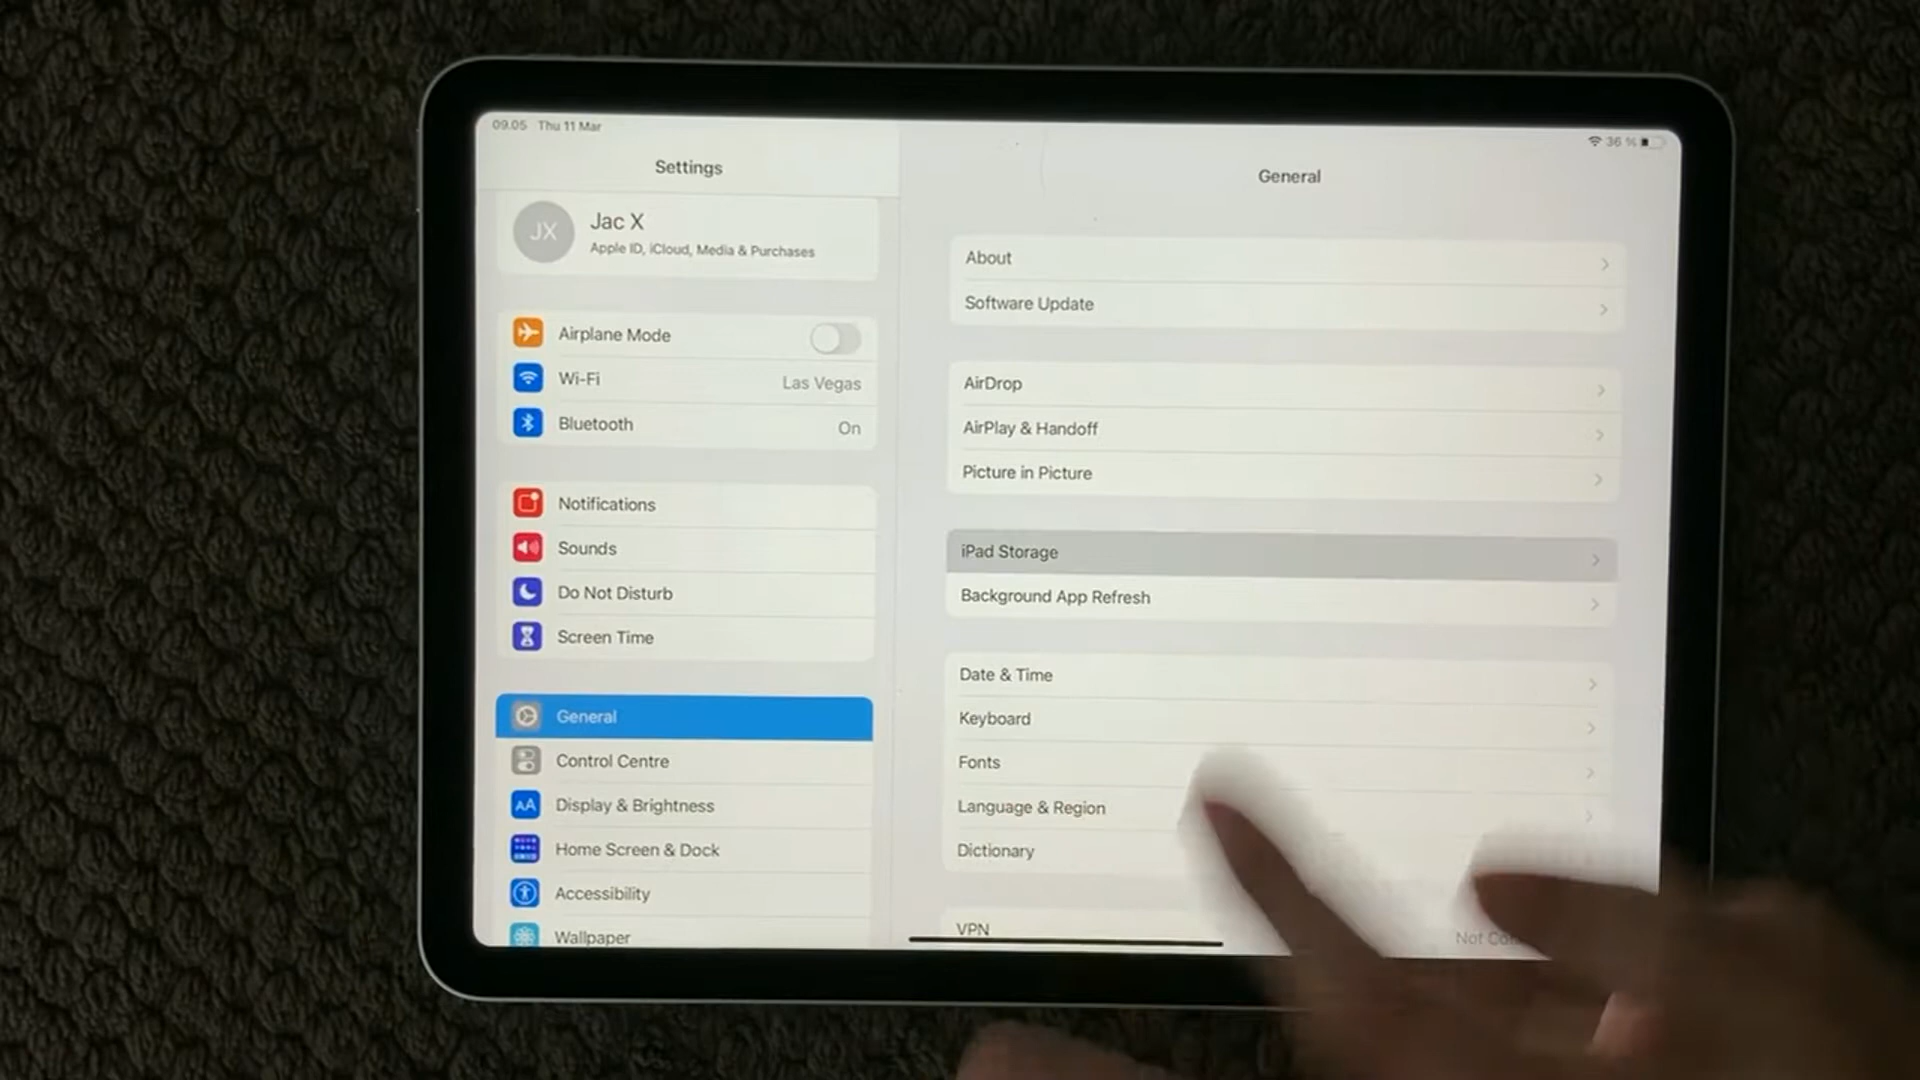 09.05 Thu 11 Mar
36 %
Settings
General
JX
Jac X
Apple ID, iCloud, Media & Purchases
Airplane Mode
Wi-Fi
Las Vegas
Bluetooth
On
Notifications
Sounds
Do Not Disturb
Screen Time
General
Control Centre
AA
Display & Brightness
Home Screen & Dock
Accessibility
Wallpaper
About
Software Update
AirDrop
AirPlay & Handoff
Picture in Picture
iPad Storage
Background App Refresh
Date & Time
Keyboard
Fonts
Language & Region
Dictionary
VPN
Not